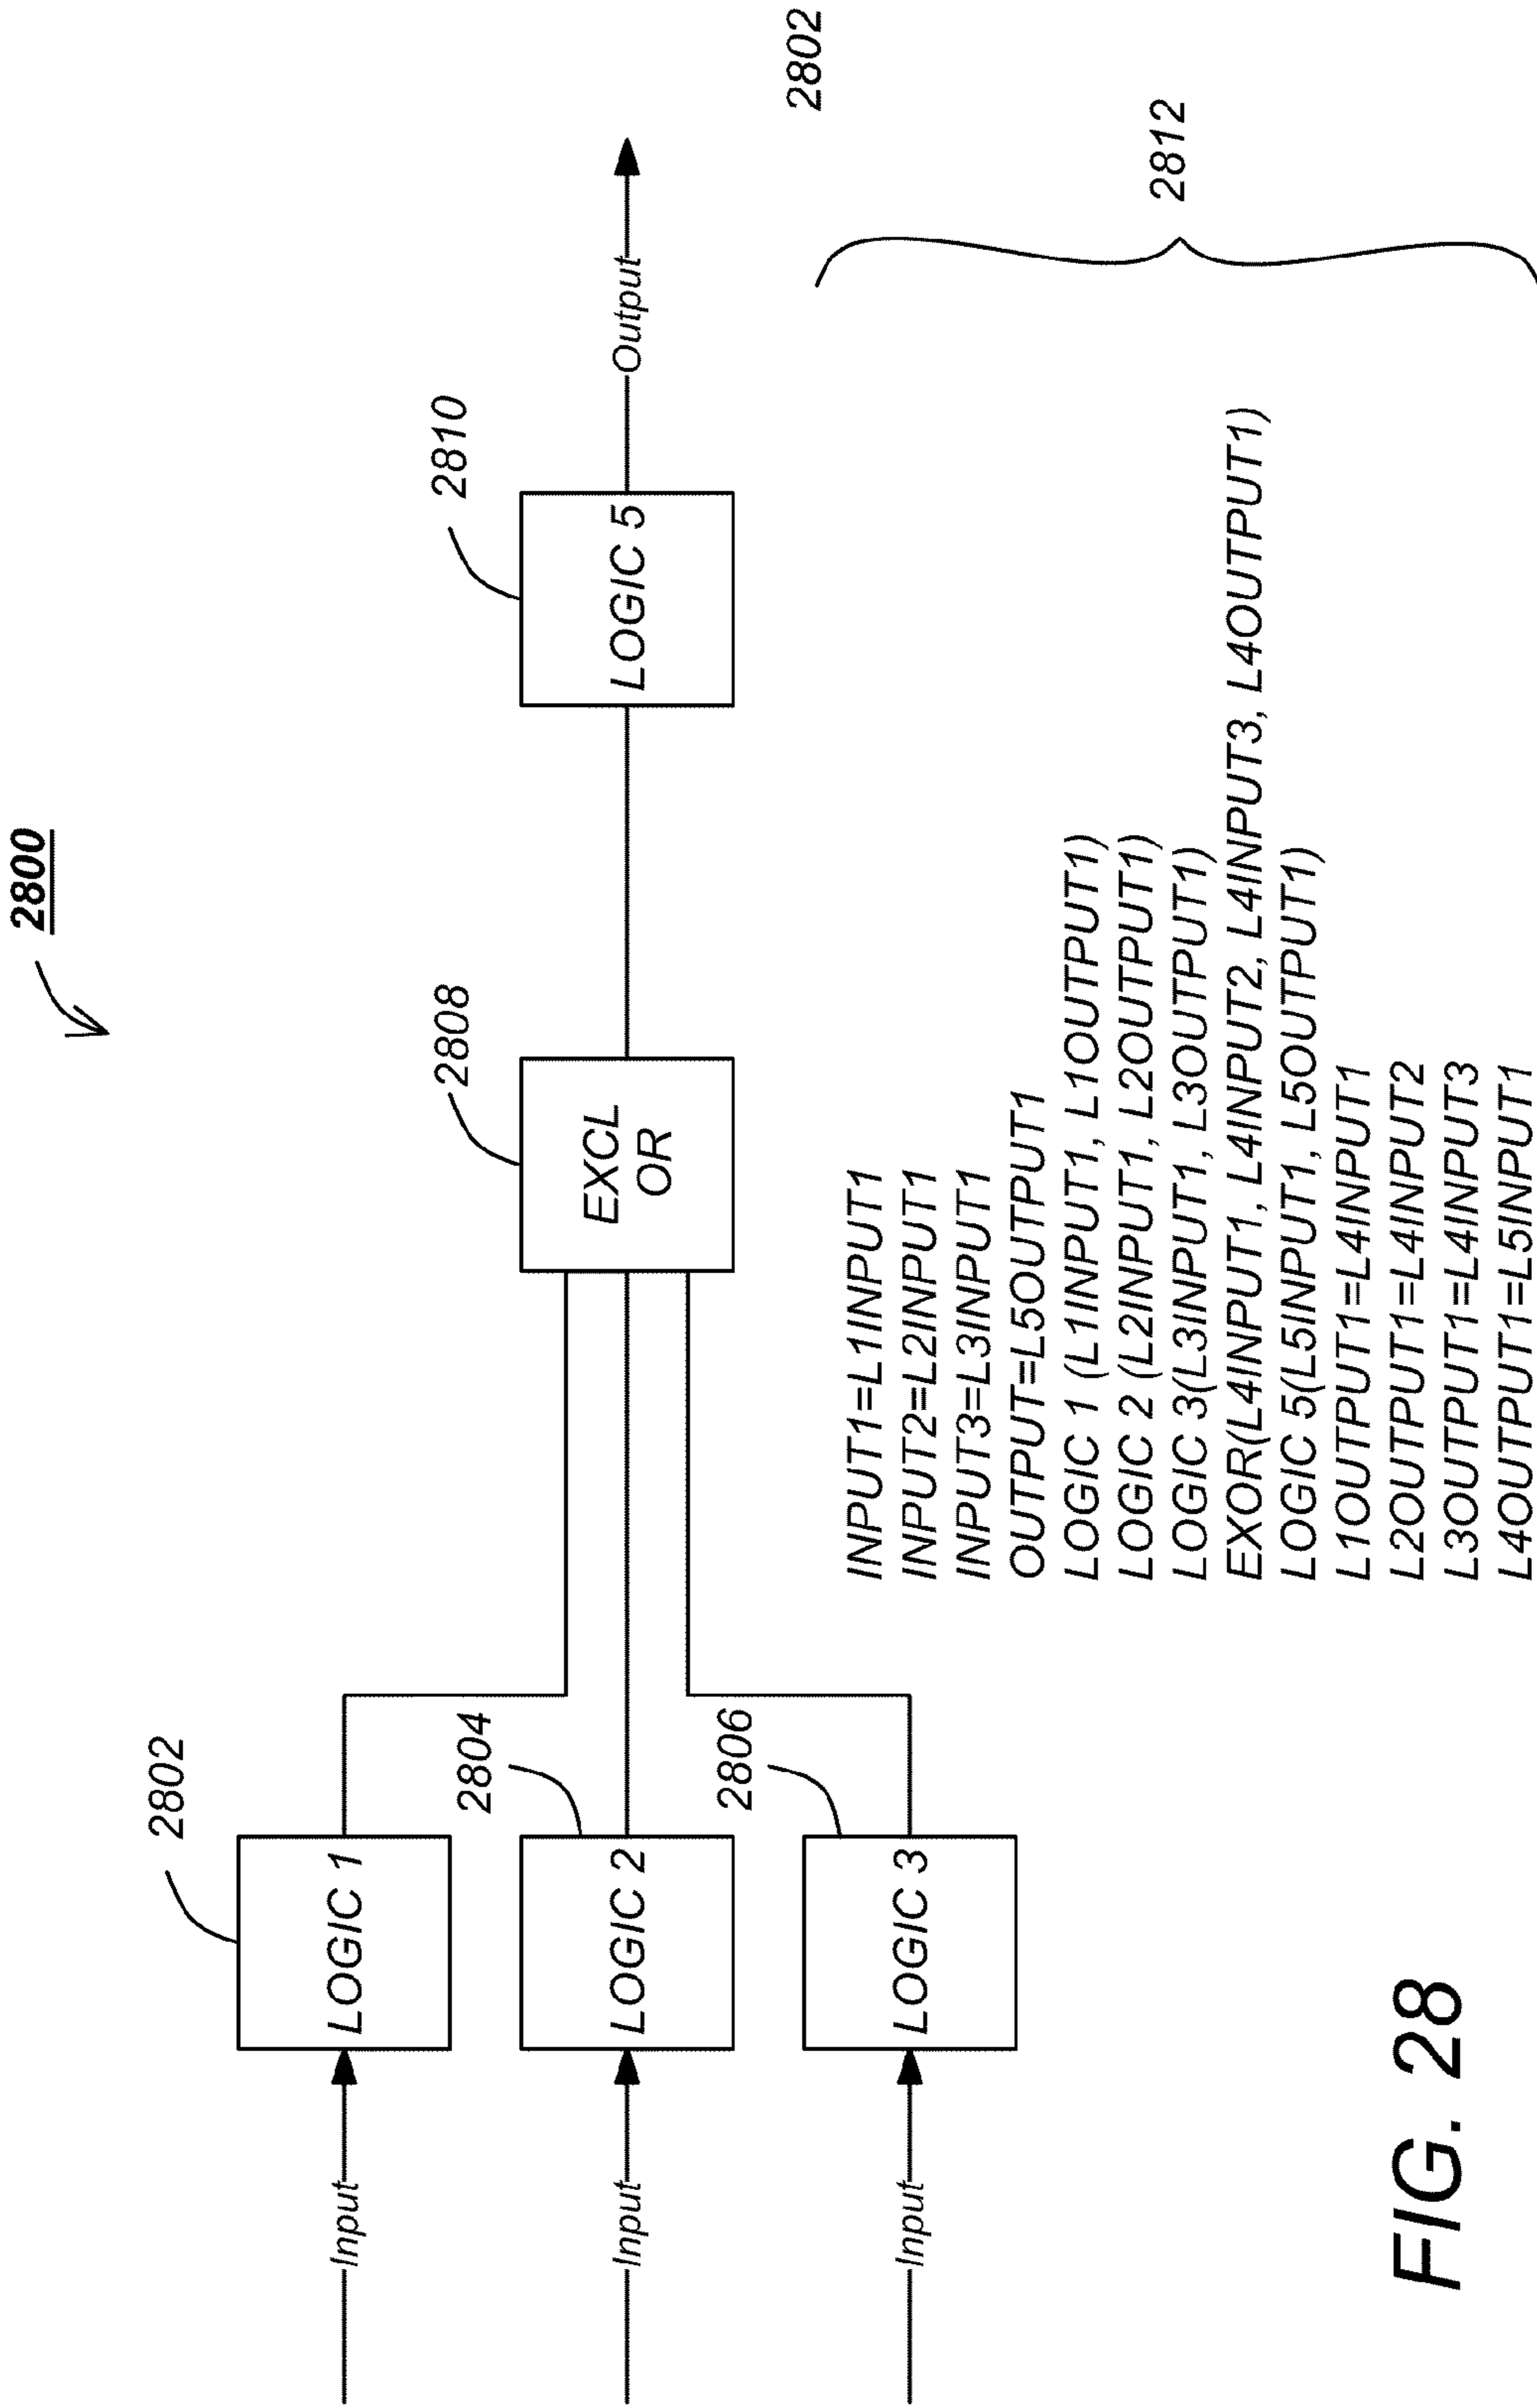 2800
2802
LOGIC 1
Input
2804
LOGIC 2
Input
2806
LOGIC 3
Input
2808
EXCL
OR
2810
LOGIC 5
Output
2802
INPUT1=L1INPUT1
INPUT2=L2INPUT1
INPUT3=L3INPUT1
OUTPUT=L5OUTPUT1
LOGIC 1 (L1INPUT1, L1OUTPUT1)
LOGIC 2 (L2INPUT1, L2OUTPUT1)
LOGIC 3(L3INPUT1, L3OUTPUT1)
EXOR(L4INPUT1, L4INPUT2, L4INPUT3, L4OUTPUT1)
LOGIC 5(L5INPUT1, L5OUTPUT1)
L1OUTPUT1=L4INPUT1
L2OUTPUT1=L4INPUT2
L3OUTPUT1=L4INPUT3
L4OUTPUT1=L5INPUT1
2812
FIG. 28